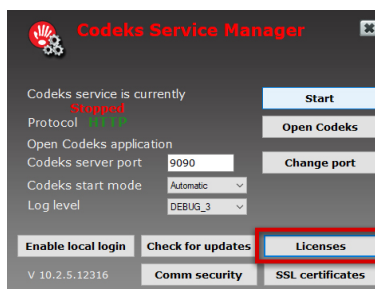 Codeks Service Manager
Codeks service is currently
Stopped
Start
Protocol HTTP
Open Codeks
Open Codeks application
Codeks server port 9090
Change port
Codeks start mode Automatic
Log level DEBUG_3
Enable local login Check for updates Licenses
V 10.2.5.12316 Comm security SSL certificates